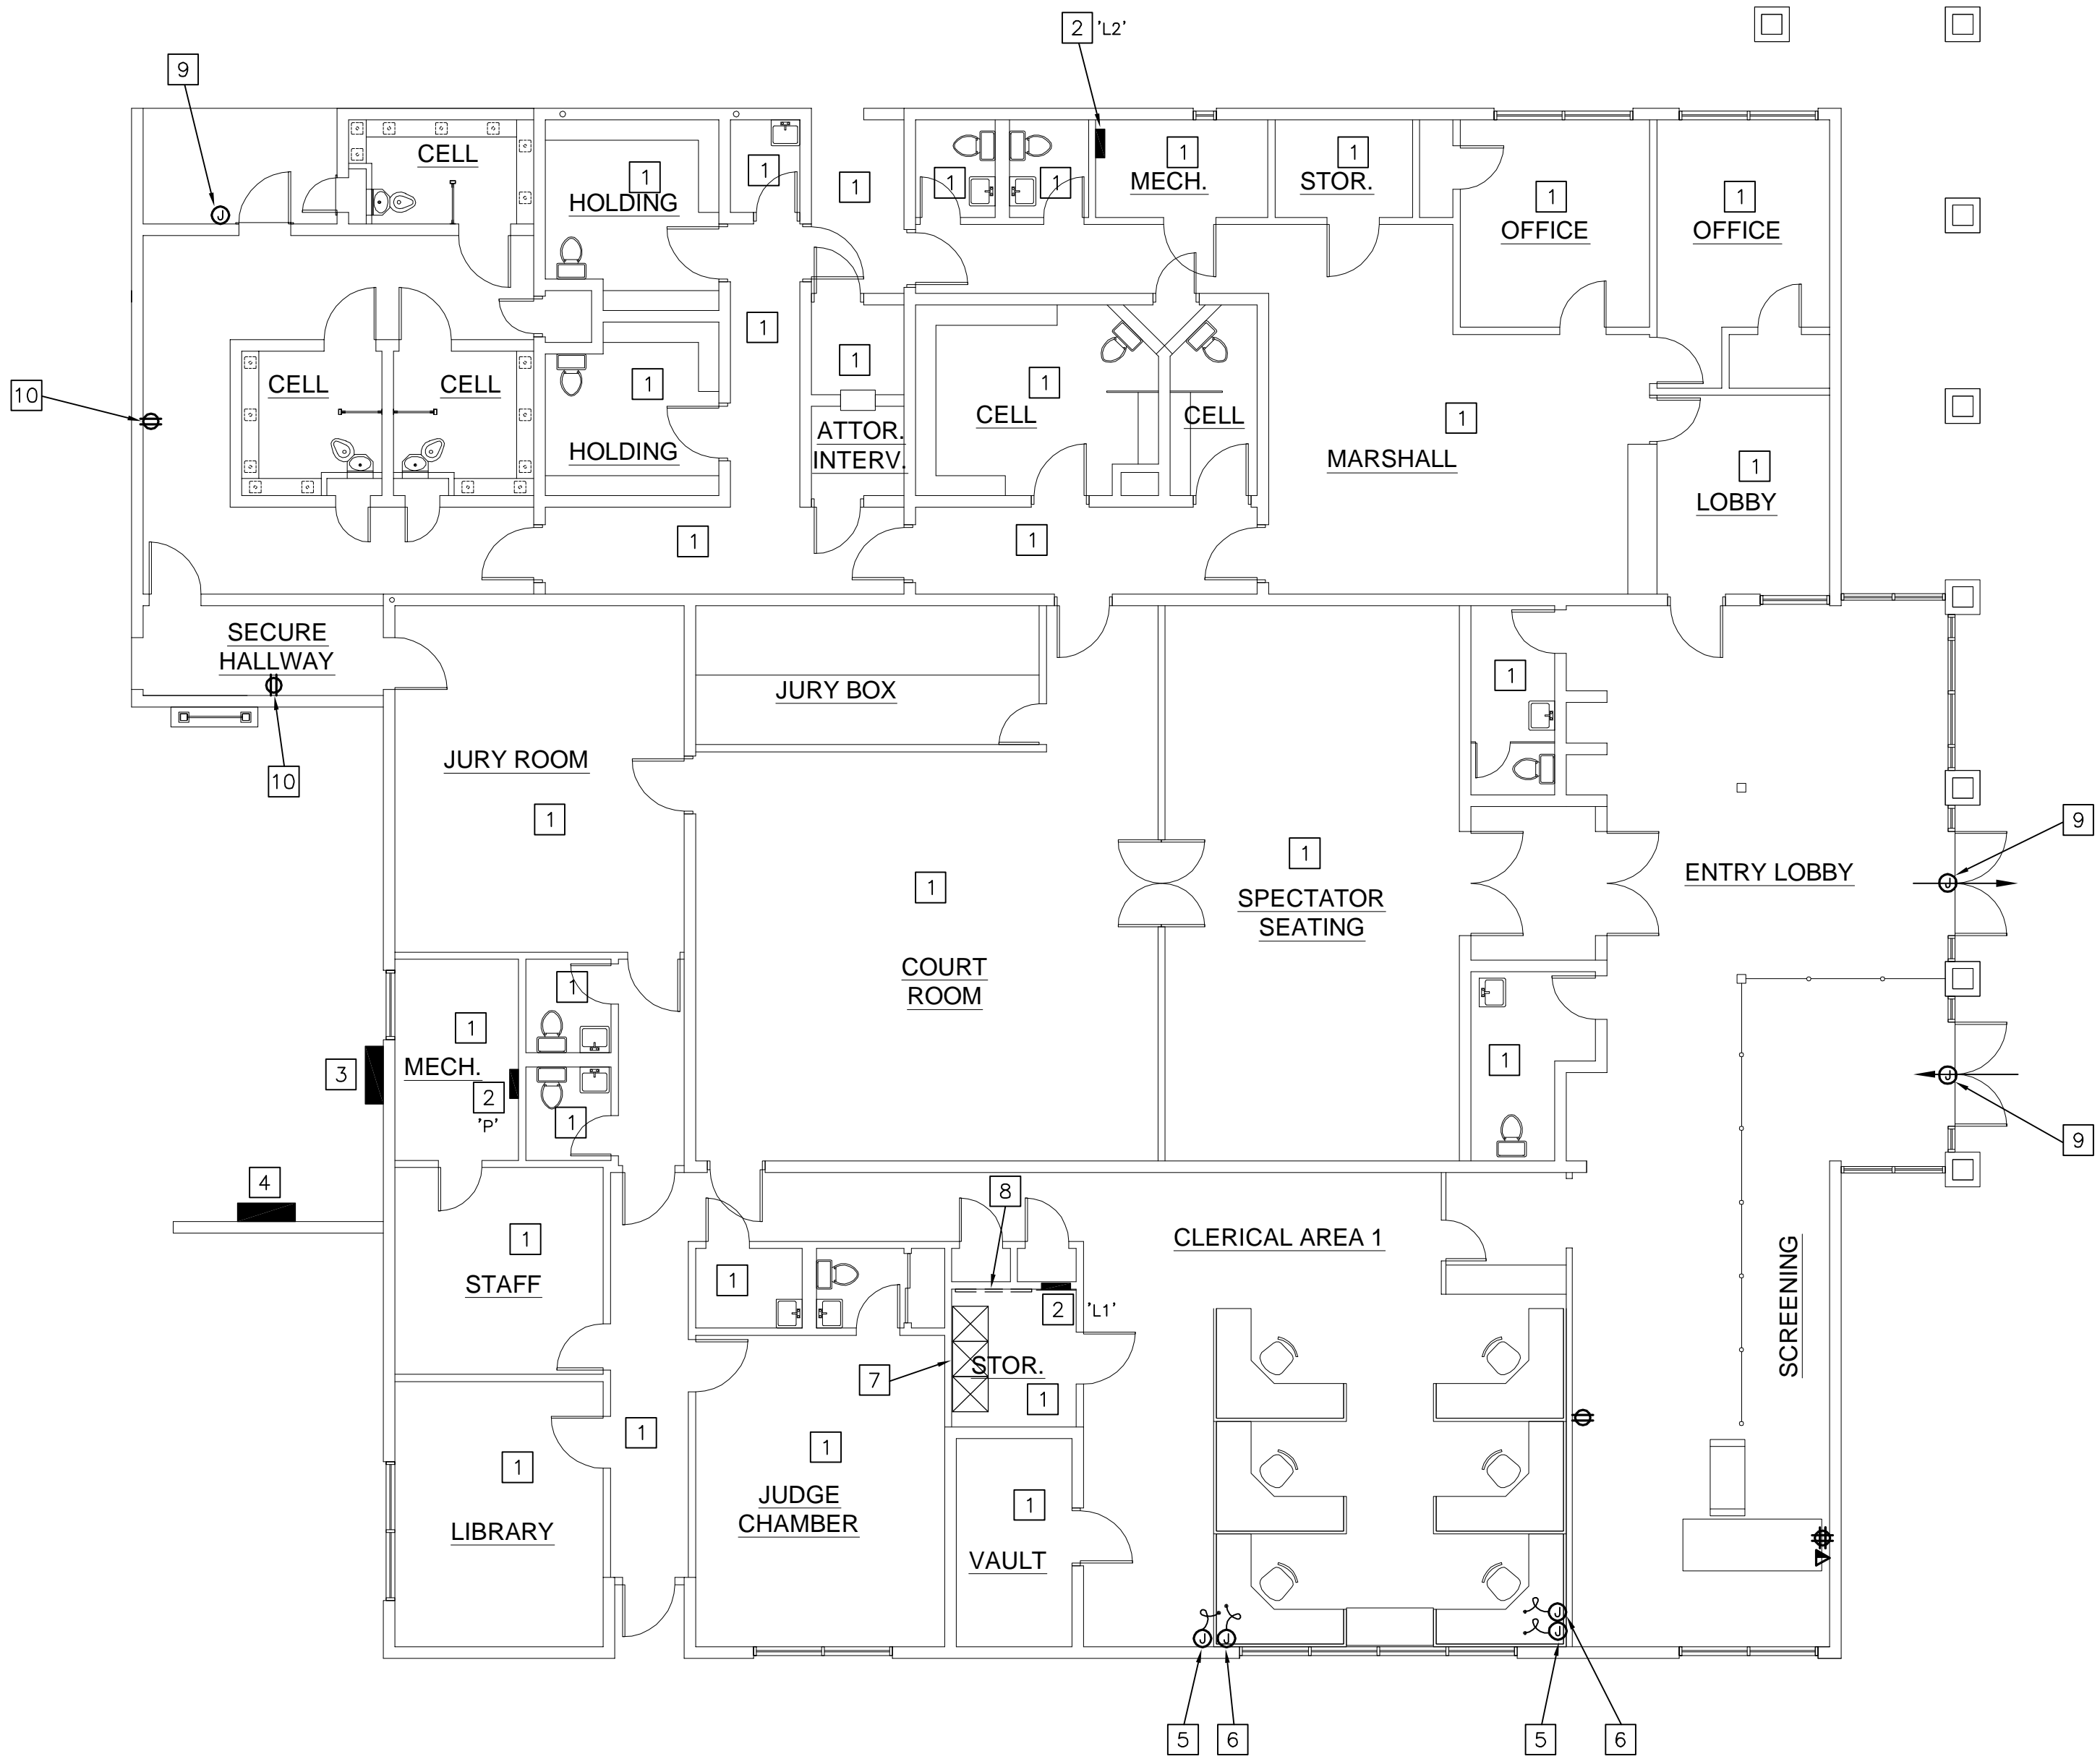 2 'L2'
9
CELL
1
HOLDING
1
1
1
1
1
MECH.
1
STOR.
1
OFFICE
1
OFFICE
J
1
1
10
CELL
CELL
1
HOLDING
ATTOR.
INTERV.
1
CELL
CELL
1
MARSHALL
1
LOBBY
1
1
SECURE
HALLWAY
10
JURY BOX
1
JURY ROOM
1
1
COURT
ROOM
1
SPECTATOR
SEATING
ENTRY LOBBY
9
J
1
1
MECH.
3
2
'P'
1
1
J
9
4
8
CLERICAL AREA 1
1
STAFF
1
2 'L1'
SCREENING
7
STOR.
1
1
1
LIBRARY
1
JUDGE
CHAMBER
1
VAULT
J
J
J
J
5
6
5
6